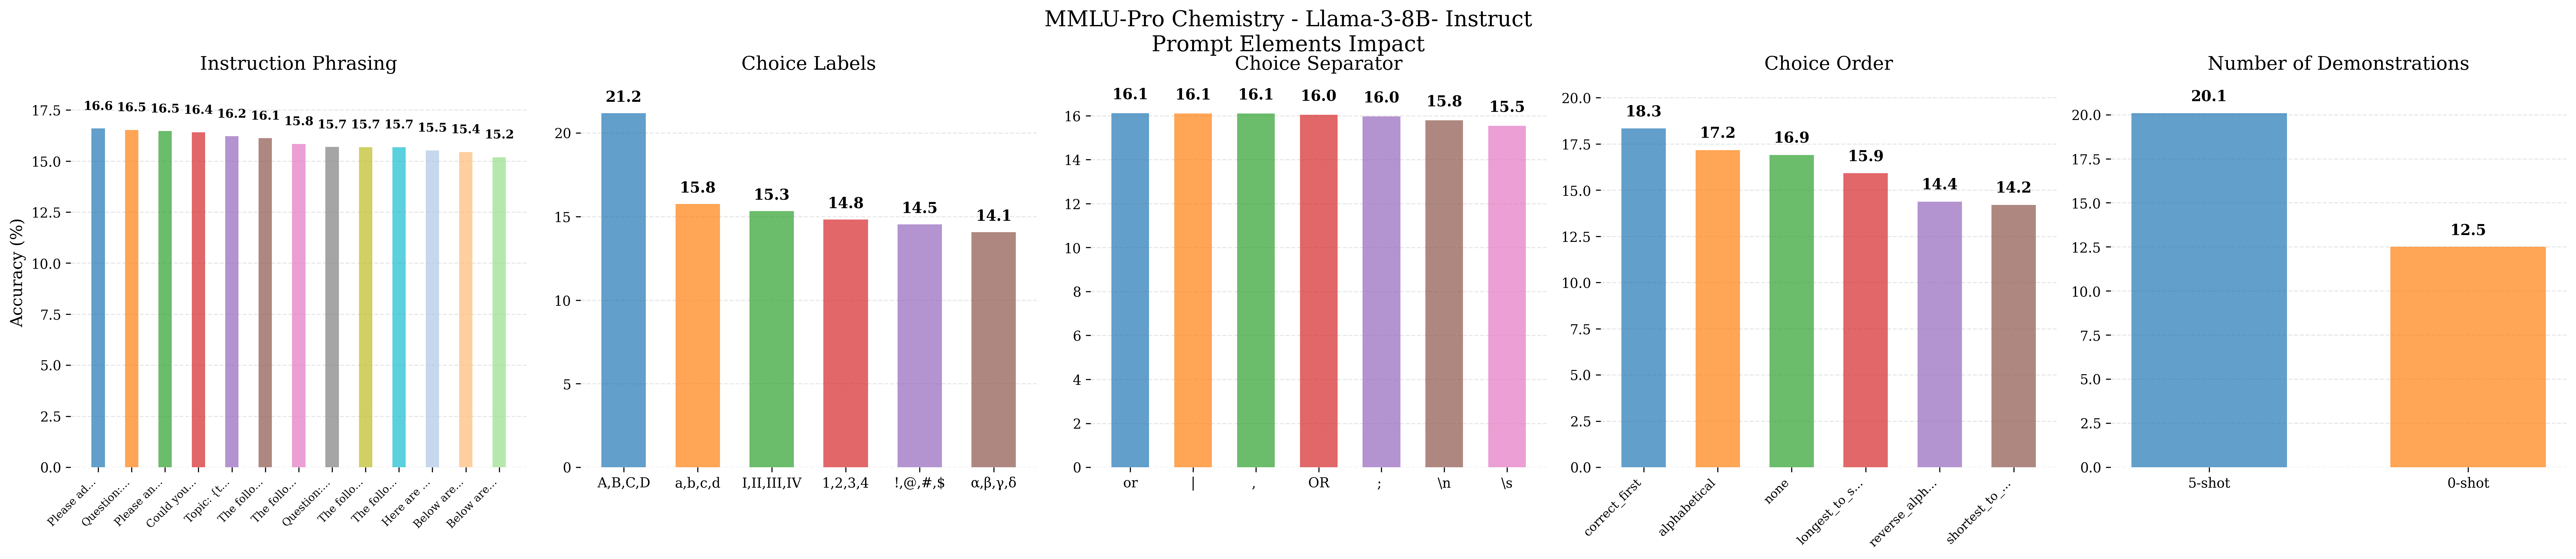 MMLU-Pro Chemistry - Llama-3-8B- Instruct
Prompt Elements Impact
Instruction Phrasing
Accuracy (%)
17.5
15.0
12.5
10.0
7.5
5.0
2.5
0.0
16.6 16.5 16.5 16.4 16.2 16.1 15.8 15.7 15.7 15.7 15.5 15.4 15.2
Please ad...
Question:...
Please an...
Could you...
Topic: {t...
The follo...
The follo...
Question:...
The follo...
The follo...
Here are ...
Below are...
Below are...
Choice Labels
20
15
10
5
0
21.2 15.8 15.3 14.8 14.5 14.1
A,B,C,D a,b,c,d I,II,III,IV 1,2,3,4 !,@,#,$ α,β,γ,δ
Choice Separator
16
14
12
10
8
6
4
2
0
16.1 16.1 16.1 16.0 16.0 15.8 15.5
or | , OR ; \n \s
Choice Order
20.0
17.5
15.0
12.5
10.0
7.5
5.0
2.5
0.0
18.3 17.2 16.9 15.9 14.4 14.2
correct_first
alphabetical
none
longest_to_s...
reverse_alph...
shortest_to_...
Number of Demonstrations
20.0
17.5
15.0
12.5
10.0
7.5
5.0
2.5
0.0
20.1 12.5
5-shot 0-shot